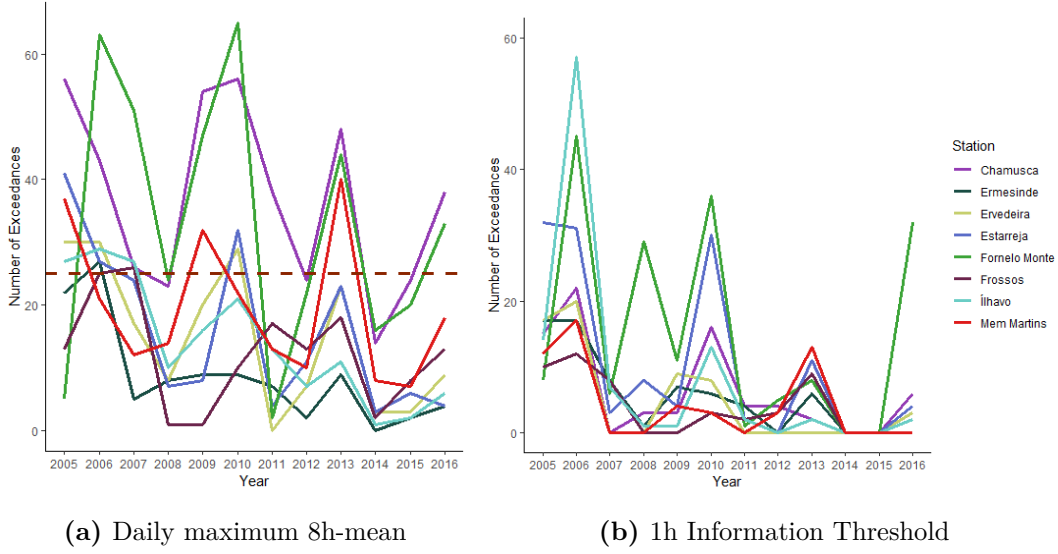 60
40
20
0
Number of Exceedances
2005 2006 2007 2008 2009 2010 2011 2012 2013 2014 2015 2016
Year
(a) Daily maximum 8h-mean
60
40
20
0
Number of Exceedances
2005 2006 2007 2008 2009 2010 2011 2012 2013 2014 2015 2016
Year
(b) 1h Information Threshold
Station
Chamusca
Ermesinde
Ervedeira
Estarreja
Fornelo Monte
Frossos
Ílhavo
Mem Martins